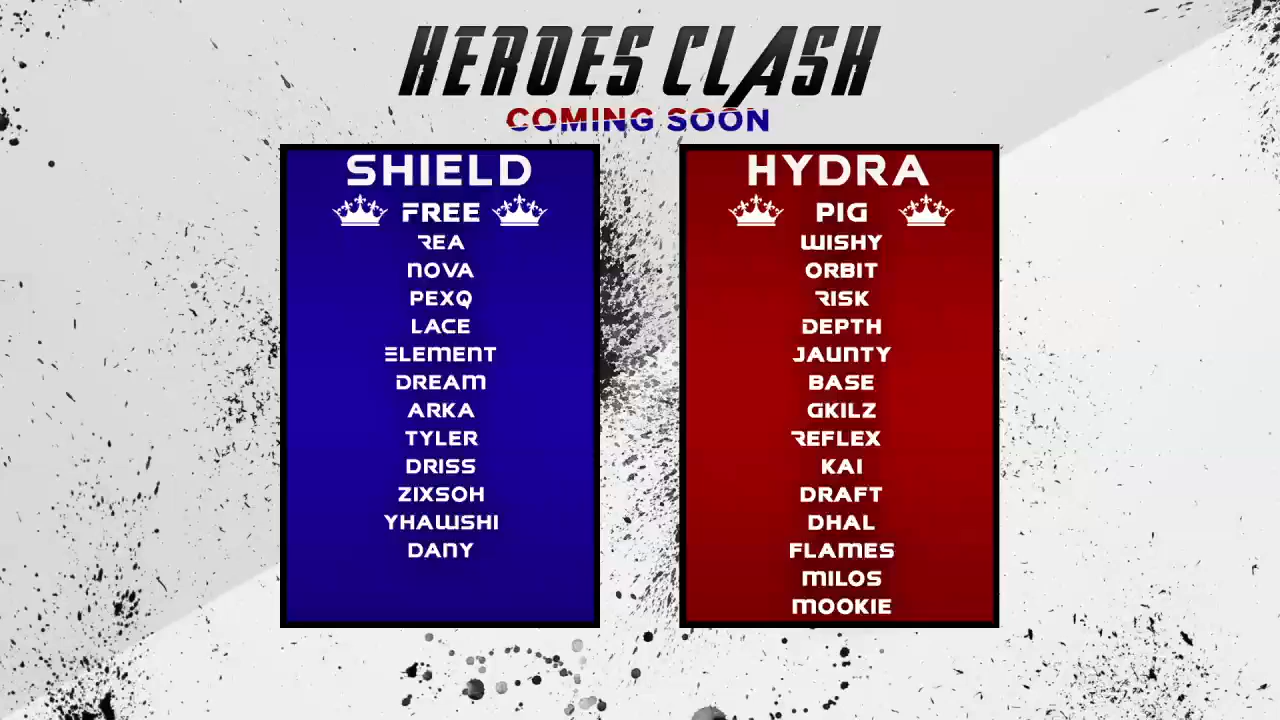 HEROES CLASH
COMING SOON
SHIELD
FREE
REA
NOVA
PEXQ
LACE
ELEMENT
DREAM
ARKA
TYLER
DRISS
ZIXSOH
YHAWSHI
DANY
HYDRA
PIG
WISHY
ORBIT
RISK
DEPTH
JAUNTY
BASE
GKILZ
REFLEX
KAI
DRAFT
DHAL
FLAMES
MILOS
MOOKIE